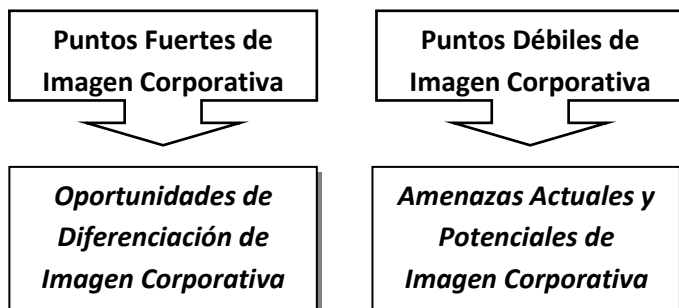 Puntos Fuertes de
Imagen Corporativa
Puntos Débiles de
Imagen Corporativa
Oportunidades de
Diferenciación de
Imagen Corporativa
Amenazas Actuales y
Potenciales de
Imagen Corporativa